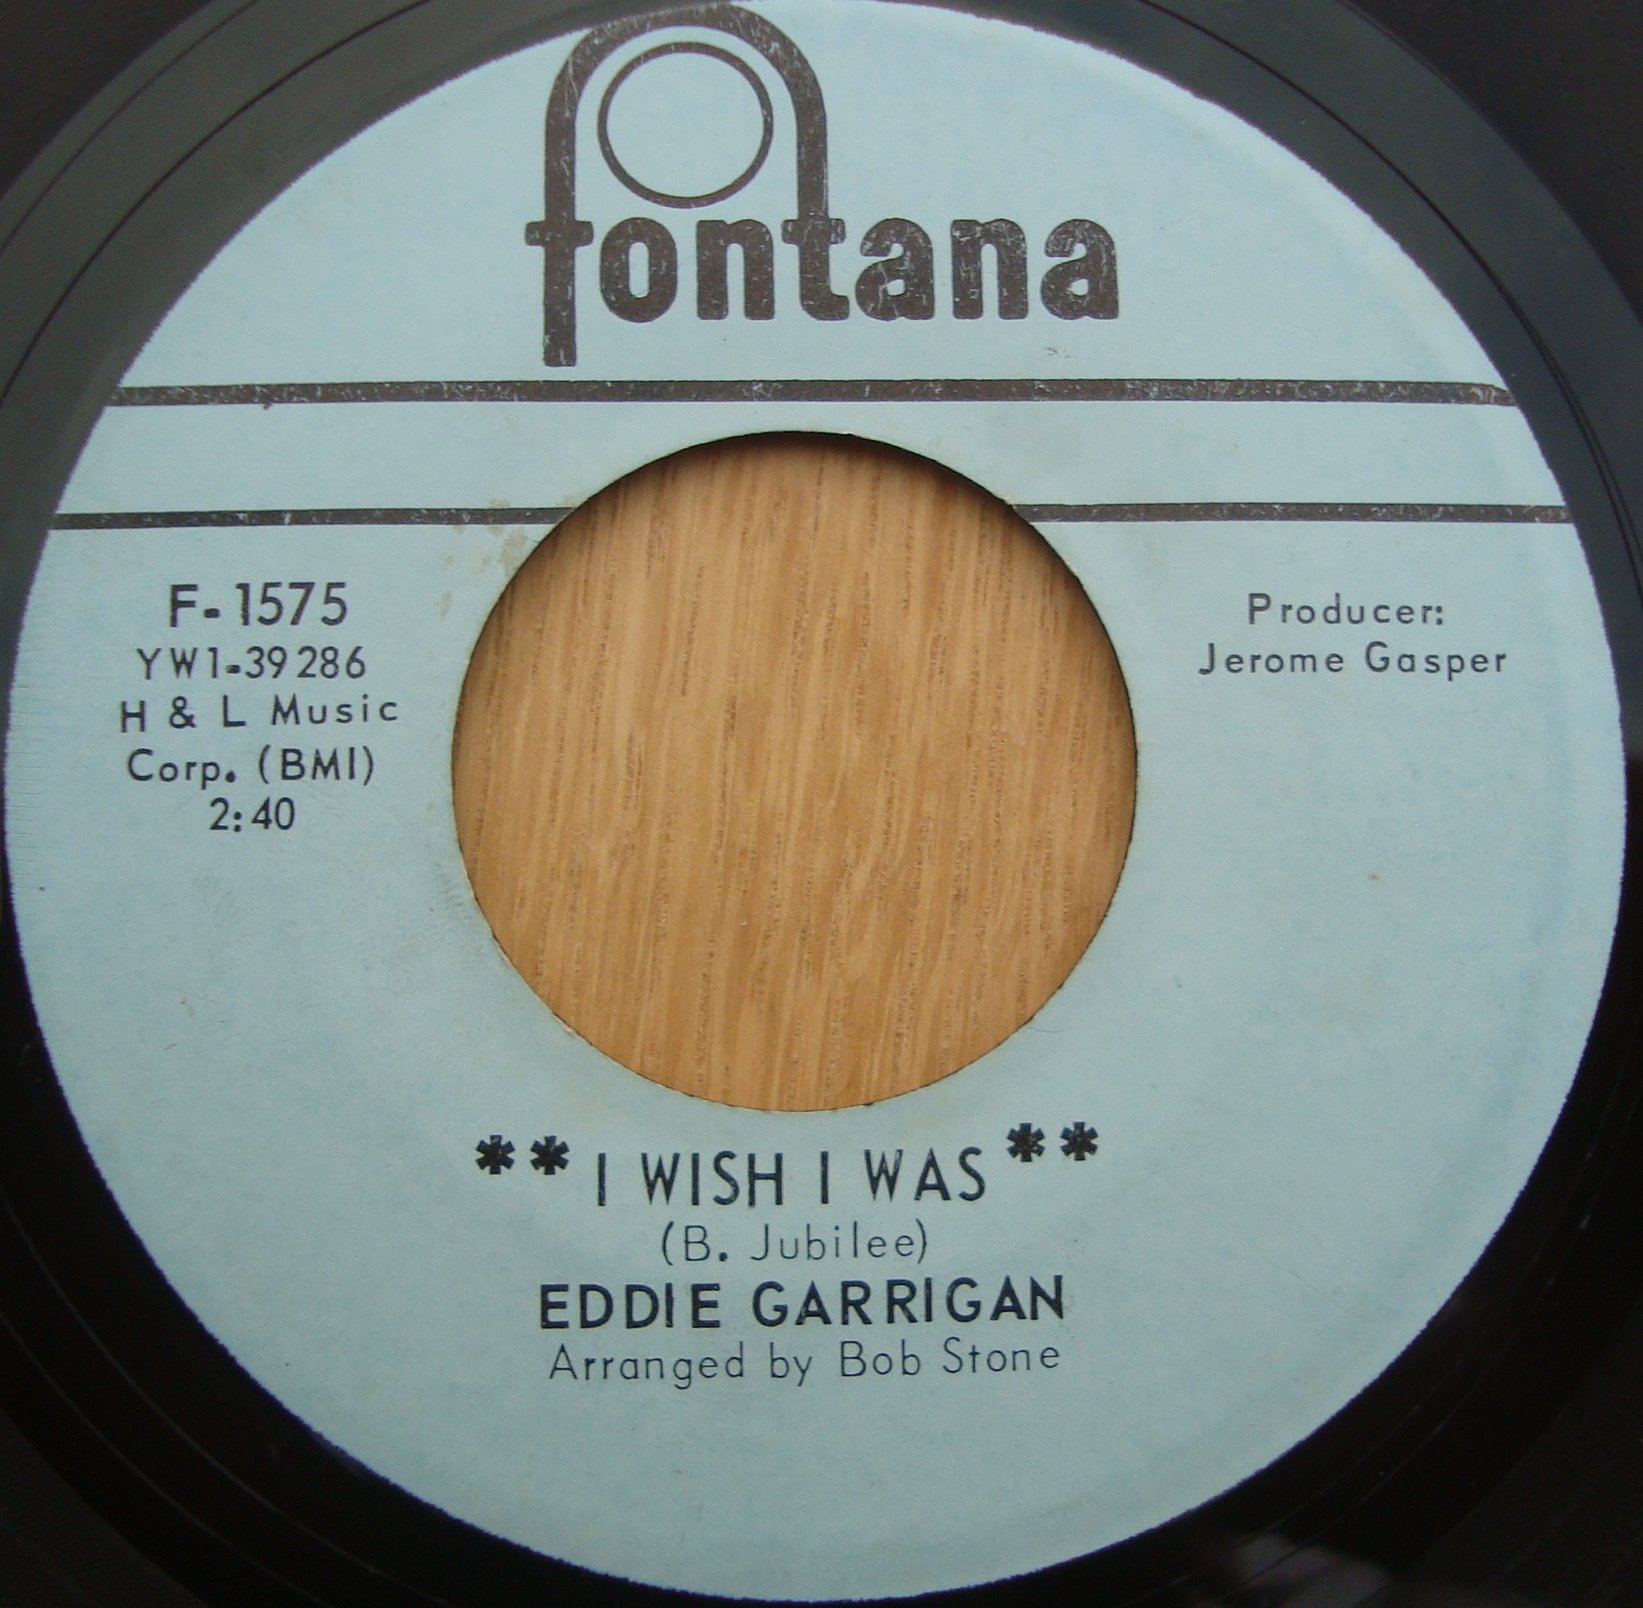 fontana
F-1575
YW1-39286
H & L Music
Corp. (BMI)
2:40
Producer:
Jerome Gasper
**I WISH I WAS**
(B. Jubilee)
EDDIE GARRIGAN
Arranged by Bob Stone